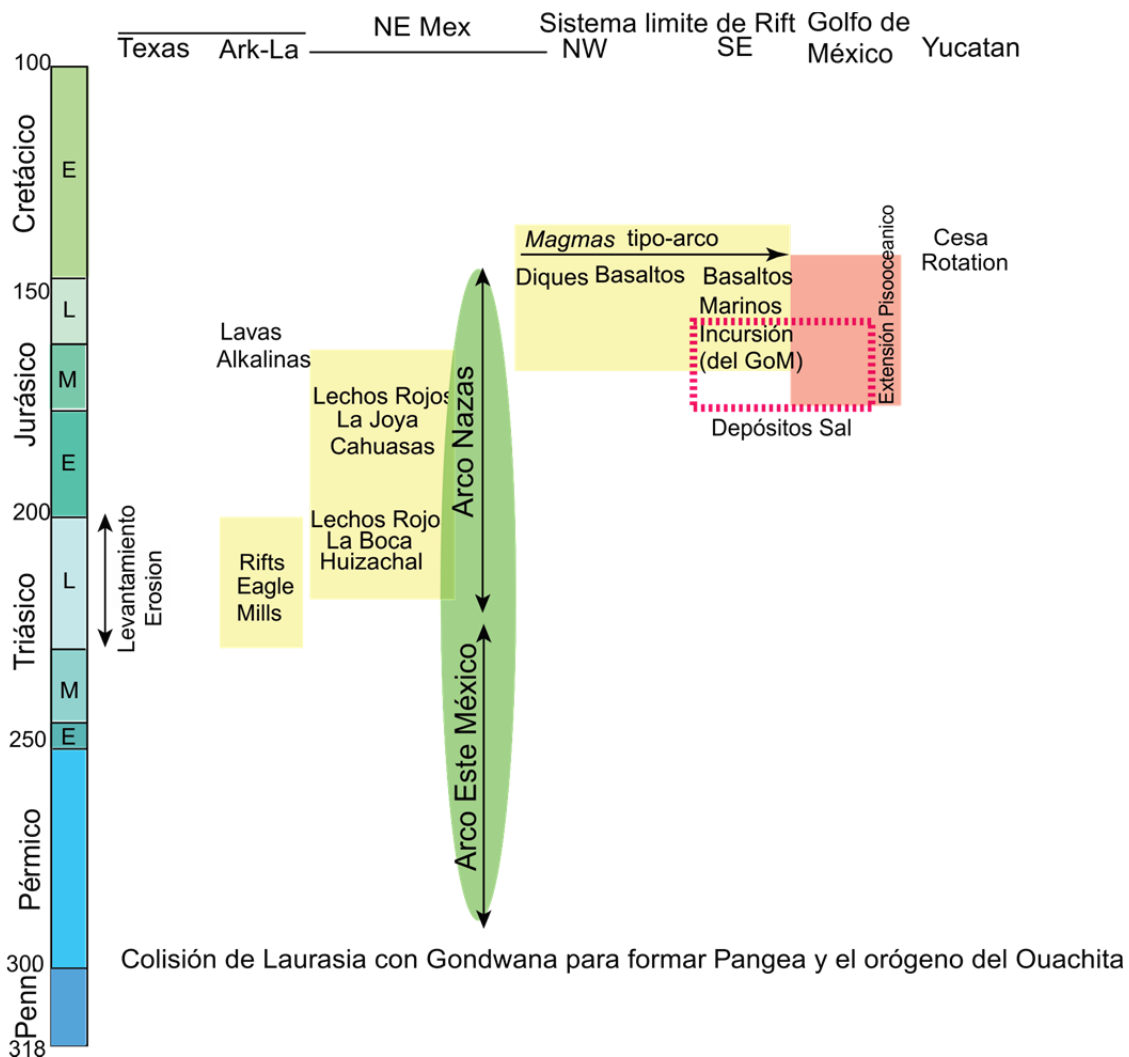 Texas
Ark-La
NE Mex
Sistema limite de Rift
NW
SE
Golfo de
México
Yucatan
100
Cretácico
E
150
Jurásico
L
M
E
200
Triásico
L
M
E
250
Pérmico
300
Penn
318
Levantamiento
Erosion
Lavas
Alkalinas
Rifts
Eagle
Mills
Lechos Rojos
La Joya
Cahuasas
Lechos Rojo
La Boca
Huizachal
Arco Nazas
Arco Este México
Magmas tipo-arco
Diques
Basaltos
Basaltos
Marinos
Incursión
(del GoM)
Depósitos Sal
Extensión Pisooceanico
Cesa
Rotation
Colisión de Laurasia con Gondwana para formar Pangea y el orógeno del Ouachita